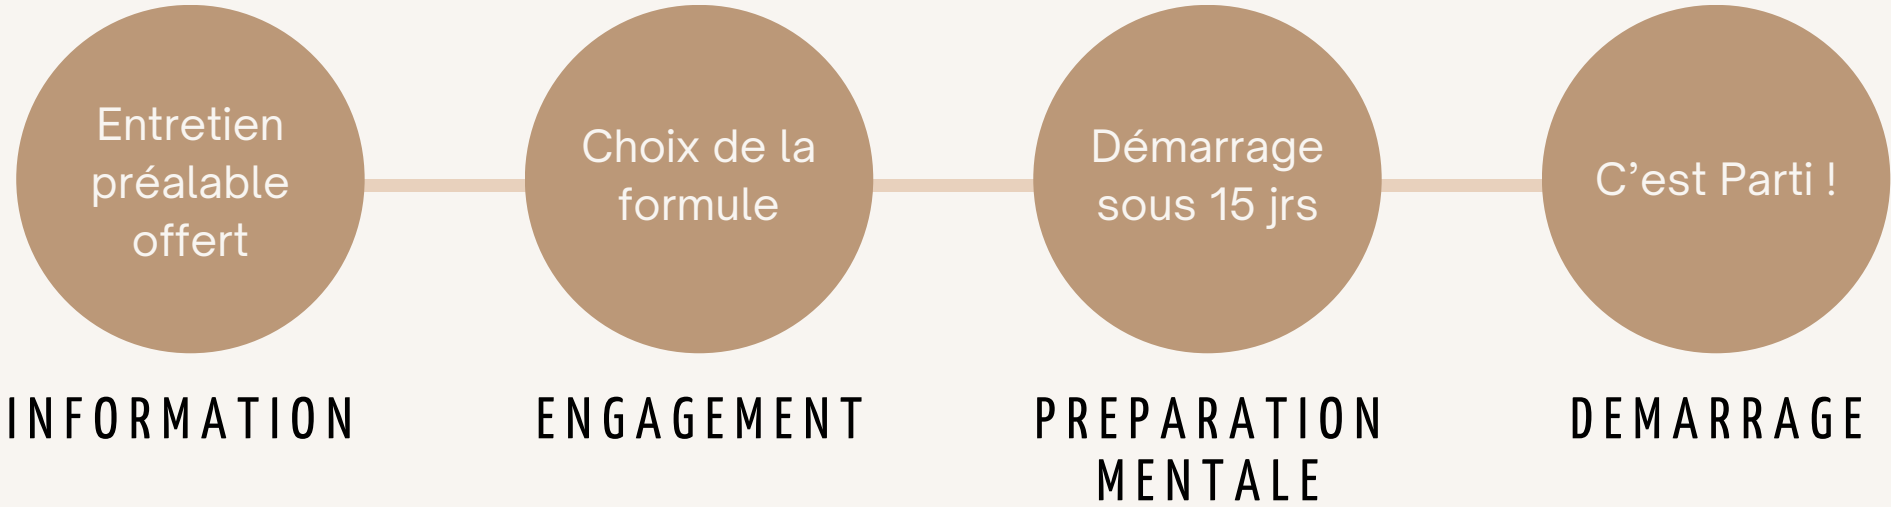 Entretien
préalable
offert
Choix de la
formule
Démarrage
sous 15 jrs
C’est Parti !
INFORMATION
ENGAGEMENT
PREPARATION
MENTALE
DEMARRAGE